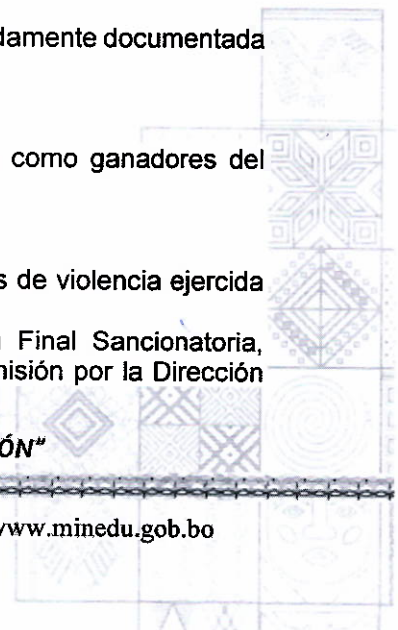 damente documentada
como ganadores del
s de violencia ejercida
Final Sancionatoria,
nisión por la Dirección
ÓN"
www.minedu.gob.bo